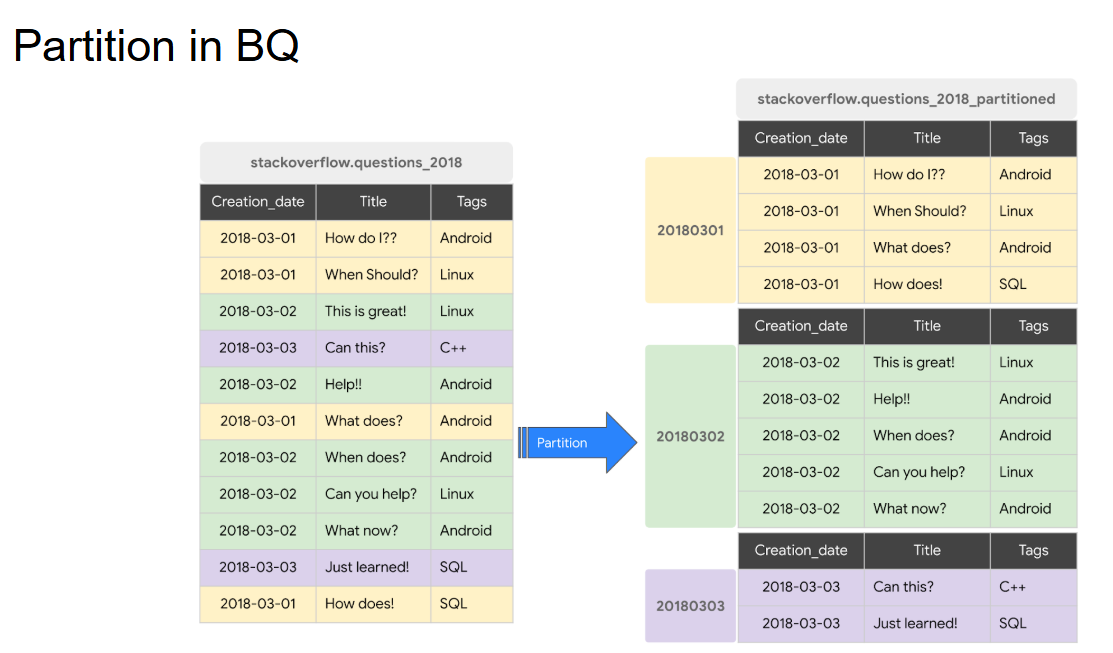 Partition in BQ
stackoverflow.questions_2018
Creation_date Title Tags
2018-03-01 How do I?? Android
2018-03-01 When Should? Linux
2018-03-02 This is great! Linux
2018-03-03 Can this? C++
2018-03-02 Help!! Android
2018-03-01 What does? Android
2018-03-02 When does? Android
2018-03-02 Can you help? Linux
2018-03-02 What now? Android
2018-03-03 Just learned! SQL
2018-03-01 How does! SQL
Partition
stackoverflow.questions_2018_partitioned
Creation_date Title Tags
20180301
2018-03-01 How do I?? Android
2018-03-01 When Should? Linux
2018-03-01 What does? Android
2018-03-01 How does! SQL
Creation_date Title Tags
20180302
2018-03-02 This is great! Linux
2018-03-02 Help!! Android
2018-03-02 When does? Android
2018-03-02 Can you help? Linux
2018-03-02 What now? Android
Creation_date Title Tags
20180303
2018-03-03 Can this? C++
2018-03-03 Just learned! SQL